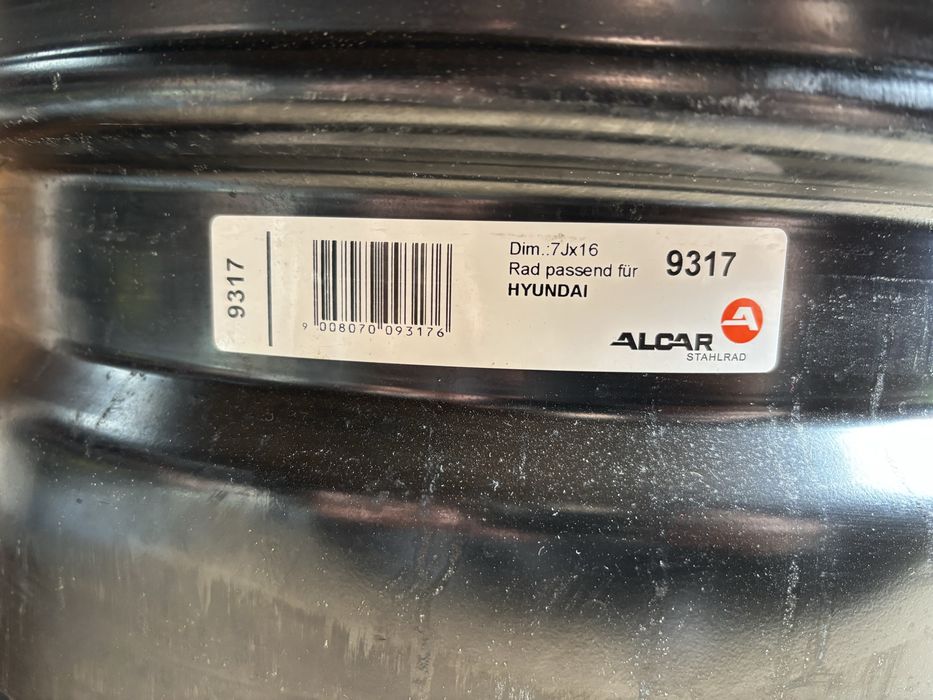 9317
9 008070 093176
Dim.:7Jx16
Rad passend für
HYUNDAI
9317
ALCAR
STAHLRAD